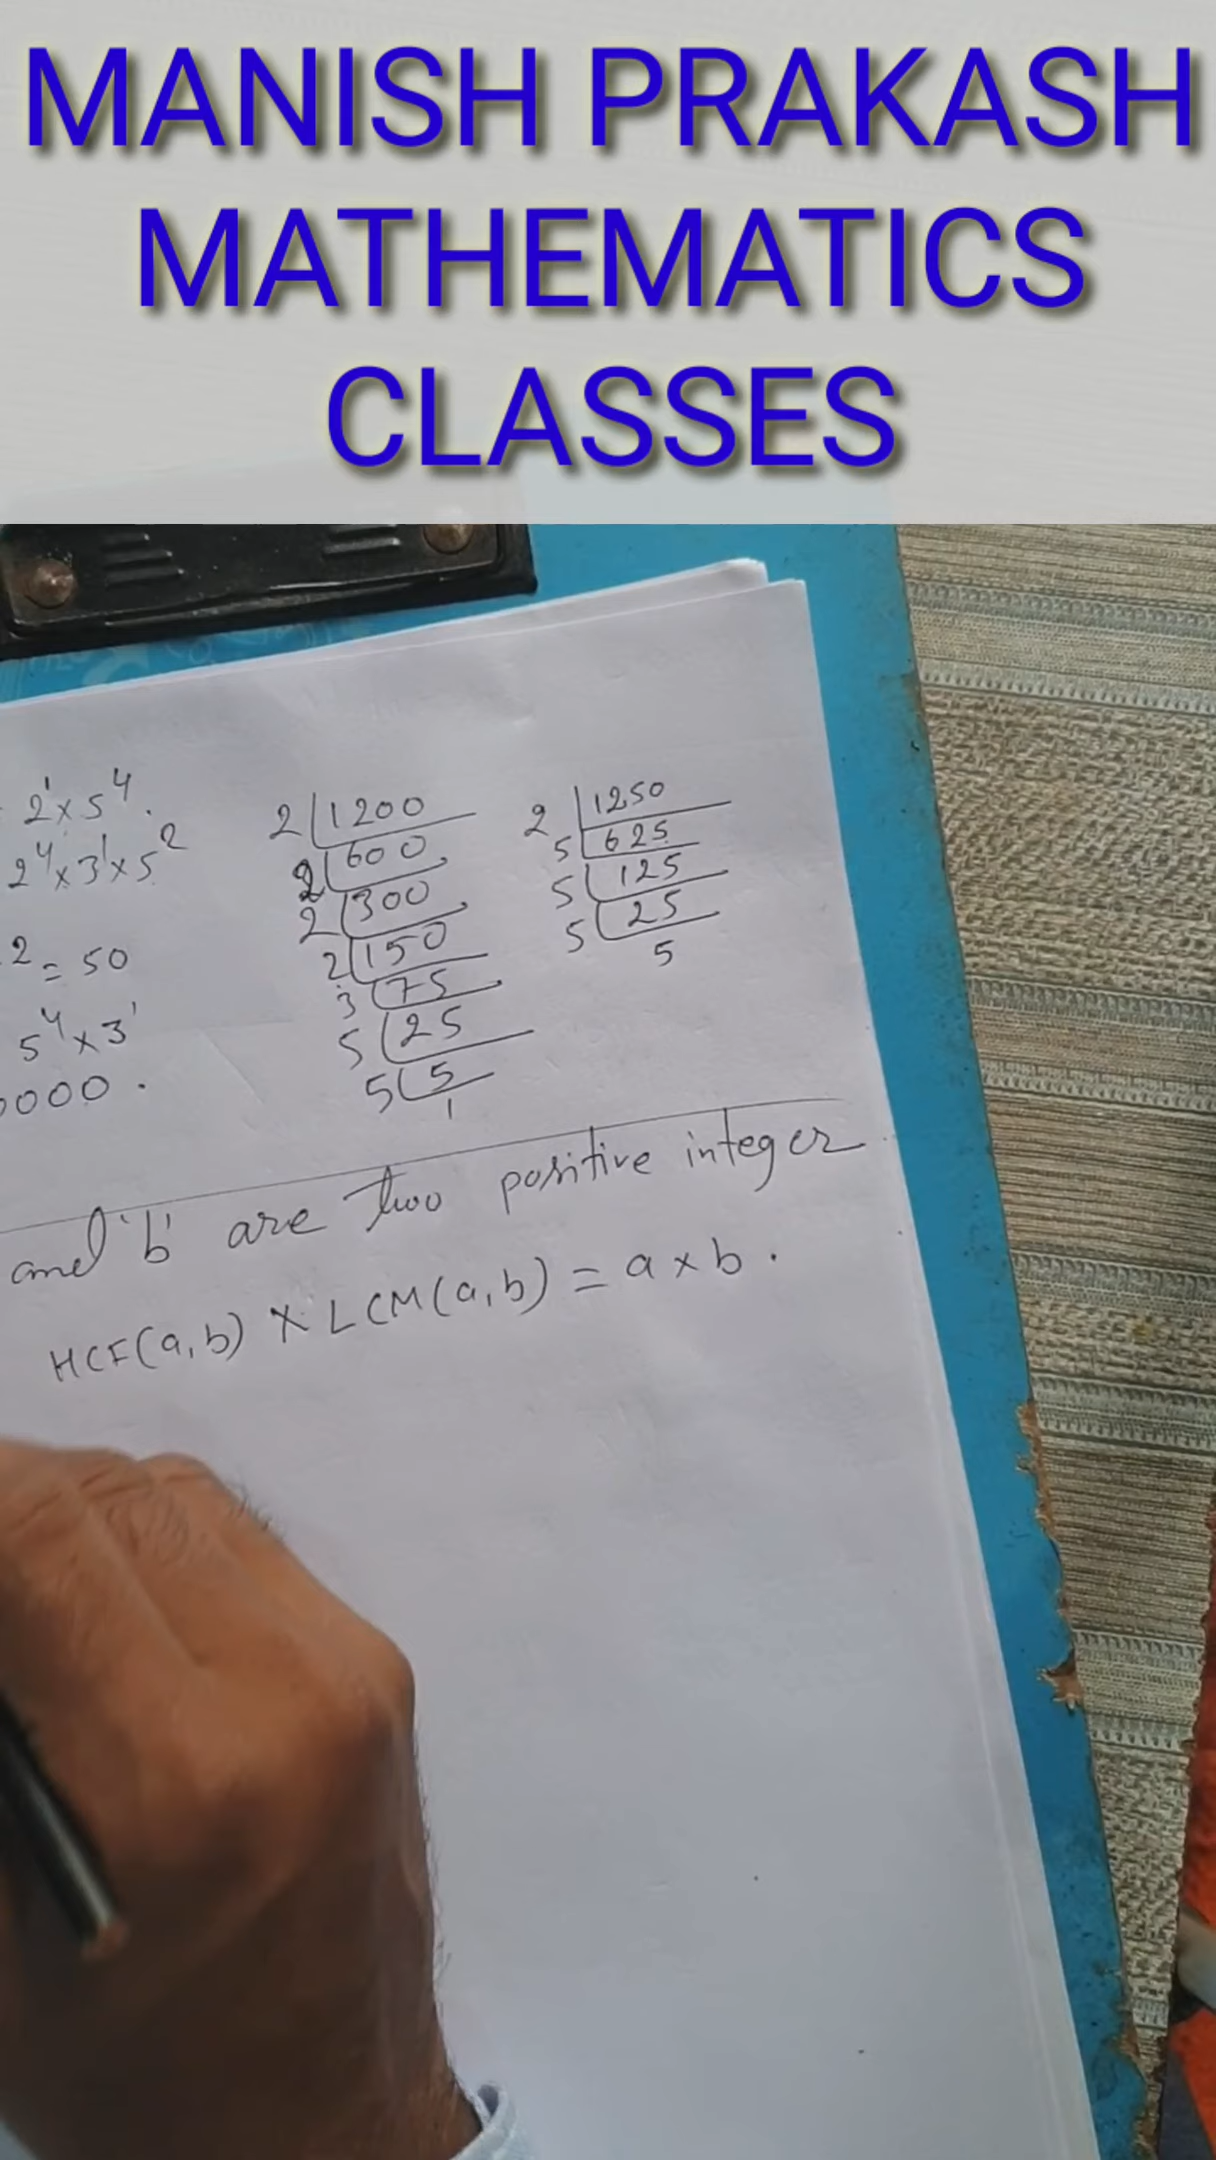 MANISH PRAKASH
MATHEMATICS
CLASSES
2¹×5⁴.
2⁴×3¹×5²
2 = 50
5⁴×3¹
0000.
2 1200
2 600
2 300
2 150
3 75
5 25
5 5
1
2 1250
5 625
5 125
5 25
5
and 'b' are two positive integer
HCF(a,b) × LCM(a,b) = a×b.